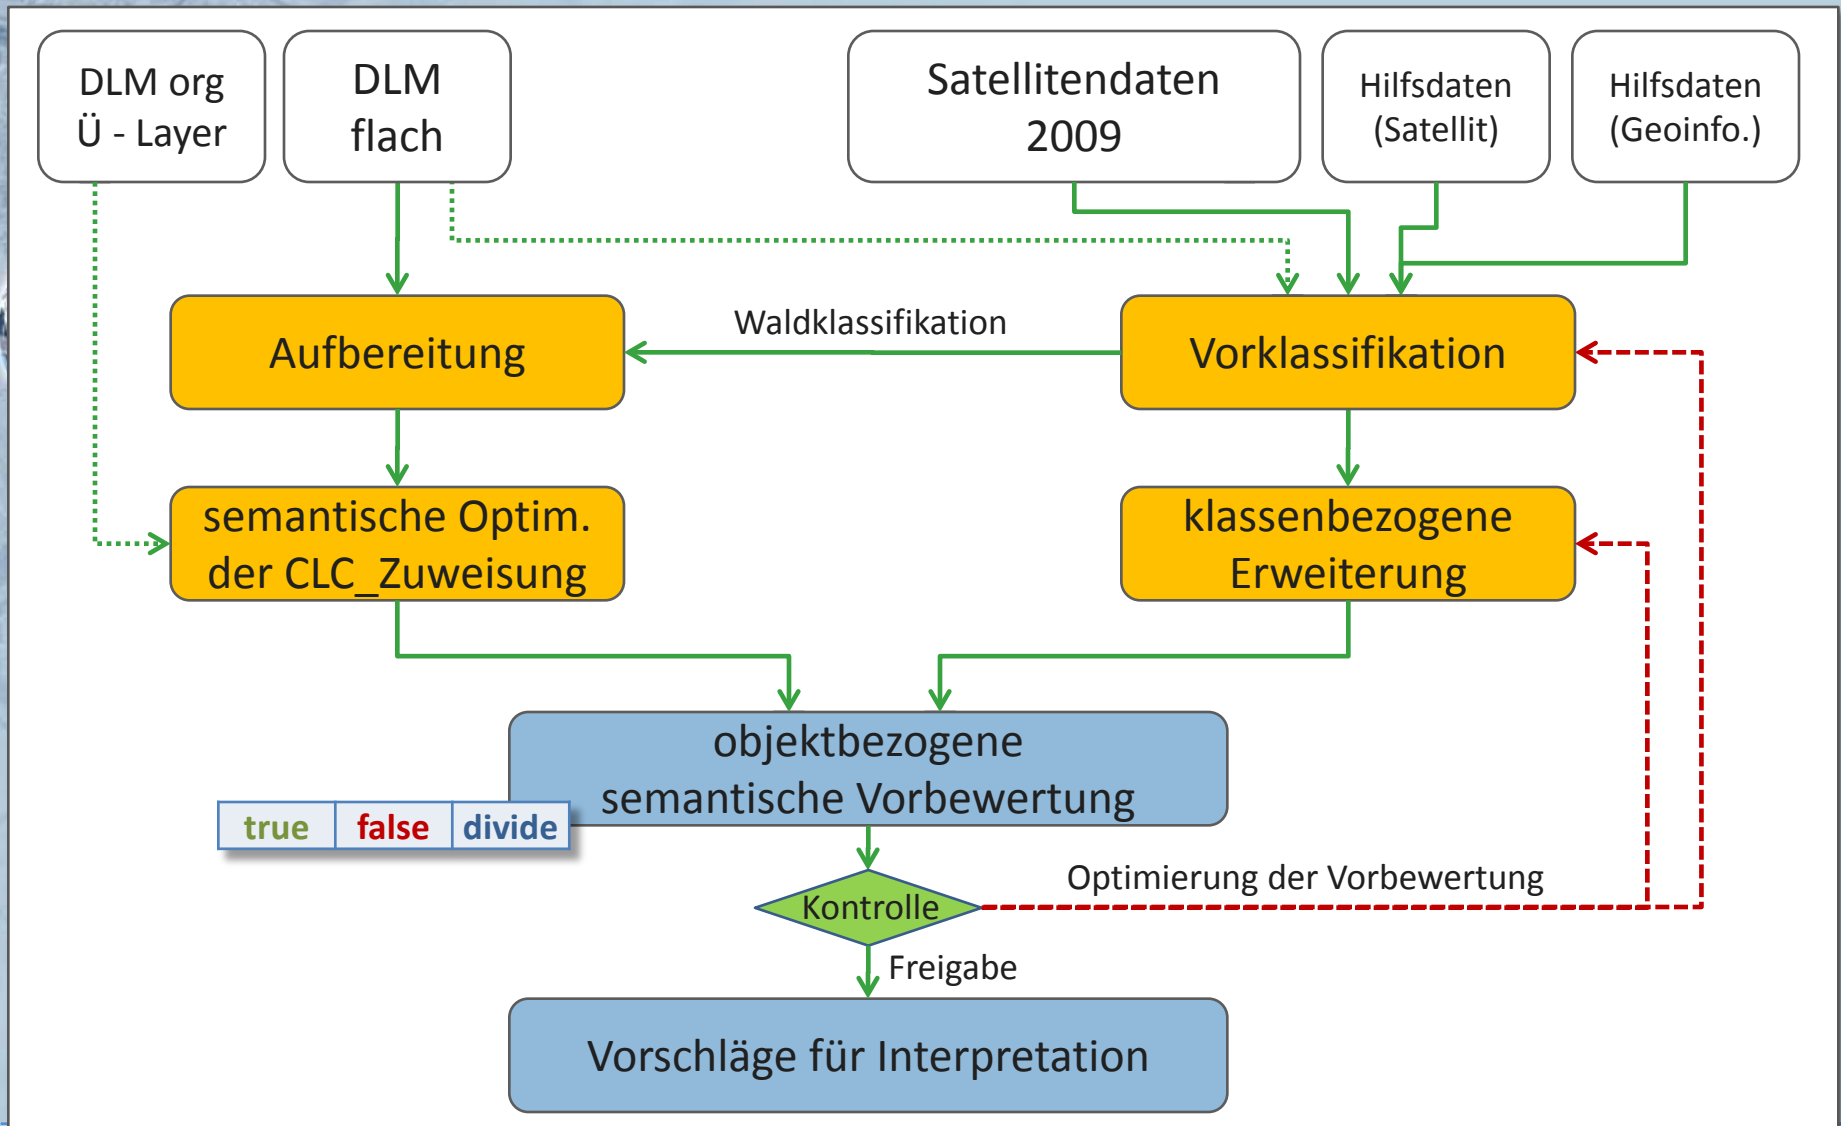 DLM org
Ü - Layer
DLM
flach
Satellitendaten
2009
Hilfsdaten
(Satellit)
Hilfsdaten
(Geoinfo.)
Aufbereitung
Waldklassifikation
Vorklassifikation
semantische Optim.
der CLC_Zuweisung
klassenbezogene
Erweiterung
objektbezogene
semantische Vorbewertung
true false divide
Kontrolle
Optimierung der Vorbewertung
Freigabe
Vorschläge für Interpretation